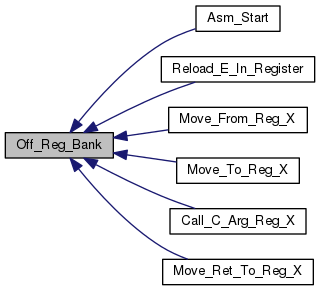 Asm_Start
Reload_E_In_Register
Move_From_Reg_X
Off_Reg_Bank
Move_To_Reg_X
Call_C_Arg_Reg_X
Move_Ret_To_Reg_X